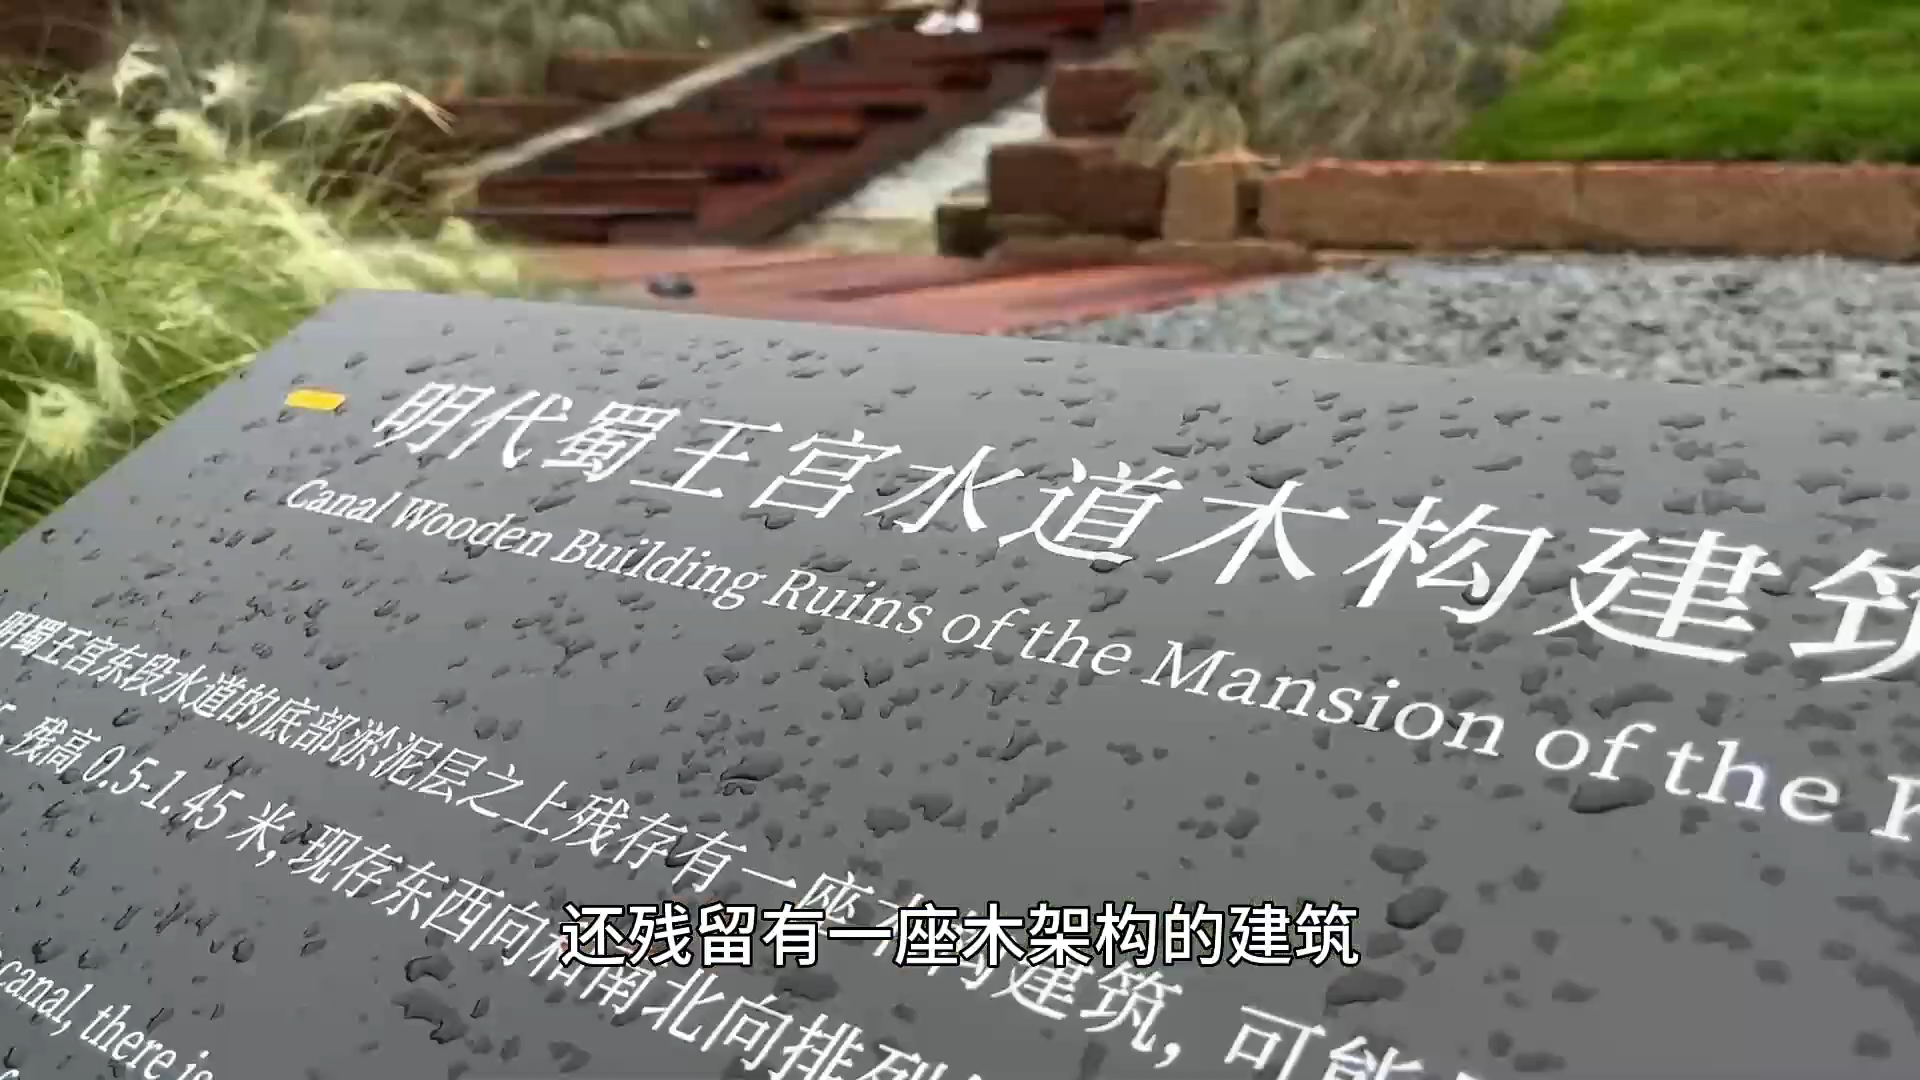 明代蜀王宫水道木构建筑
Canal Wooden Building Ruins of the Mansion of the
明蜀王宫东段水道的底部淤泥层之上残存有一座木构建筑，可能
残高 0.5-1.45 米，现存东西向和南北向排列
canal, there is
还残留有一座木架构的建筑